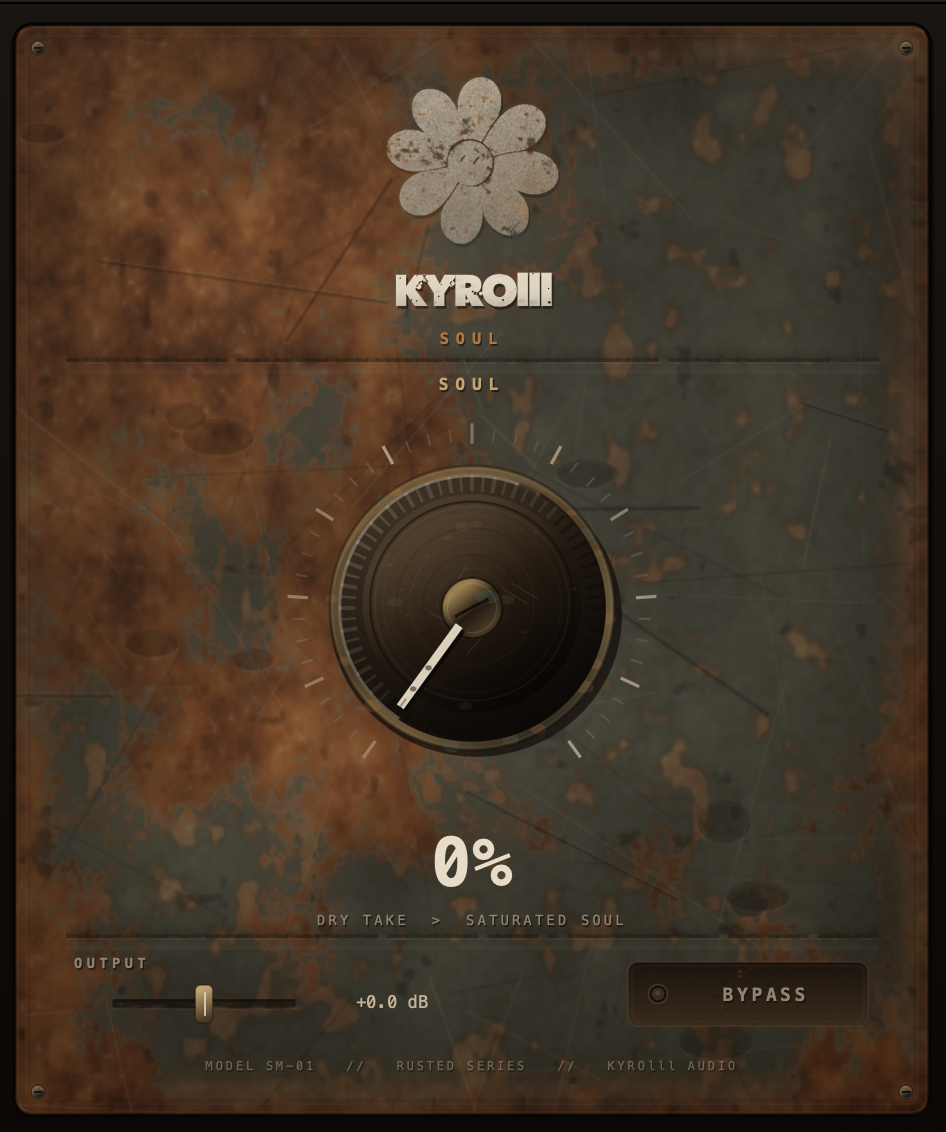 KYROlll
SOUL
SOUL
0%
DRY TAKE > SATURATED SOUL
OUTPUT
+0.0 dB
BYPASS
MODEL SM-01 // RUSTED SERIES // KYROlll AUDIO